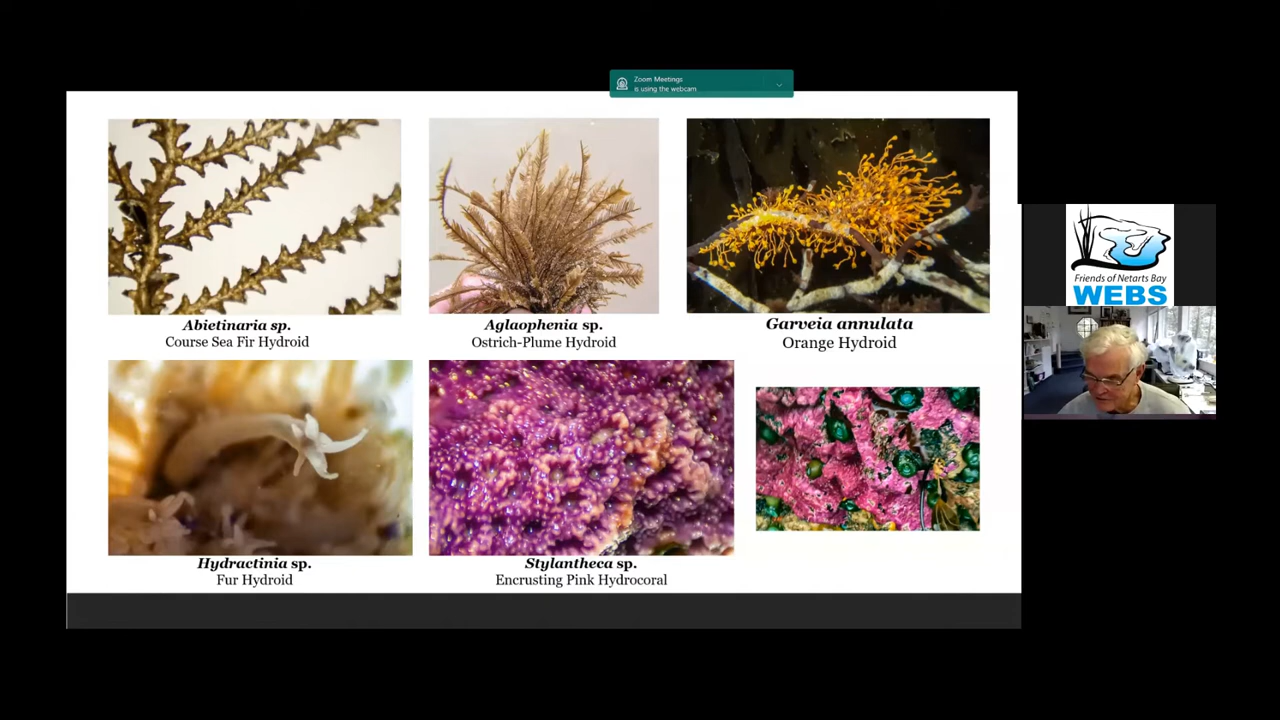 Zoom Meetings
is using the webcam
Abietinaria sp.
Course Sea Fir Hydroid
Aglaophenia sp.
Ostrich-Plume Hydroid
Garveia annulata
Orange Hydroid
Friends of Netarts Bay
WEBS
Hydractinia sp.
Fur Hydroid
Stylantheca sp.
Encrusting Pink Hydrocoral